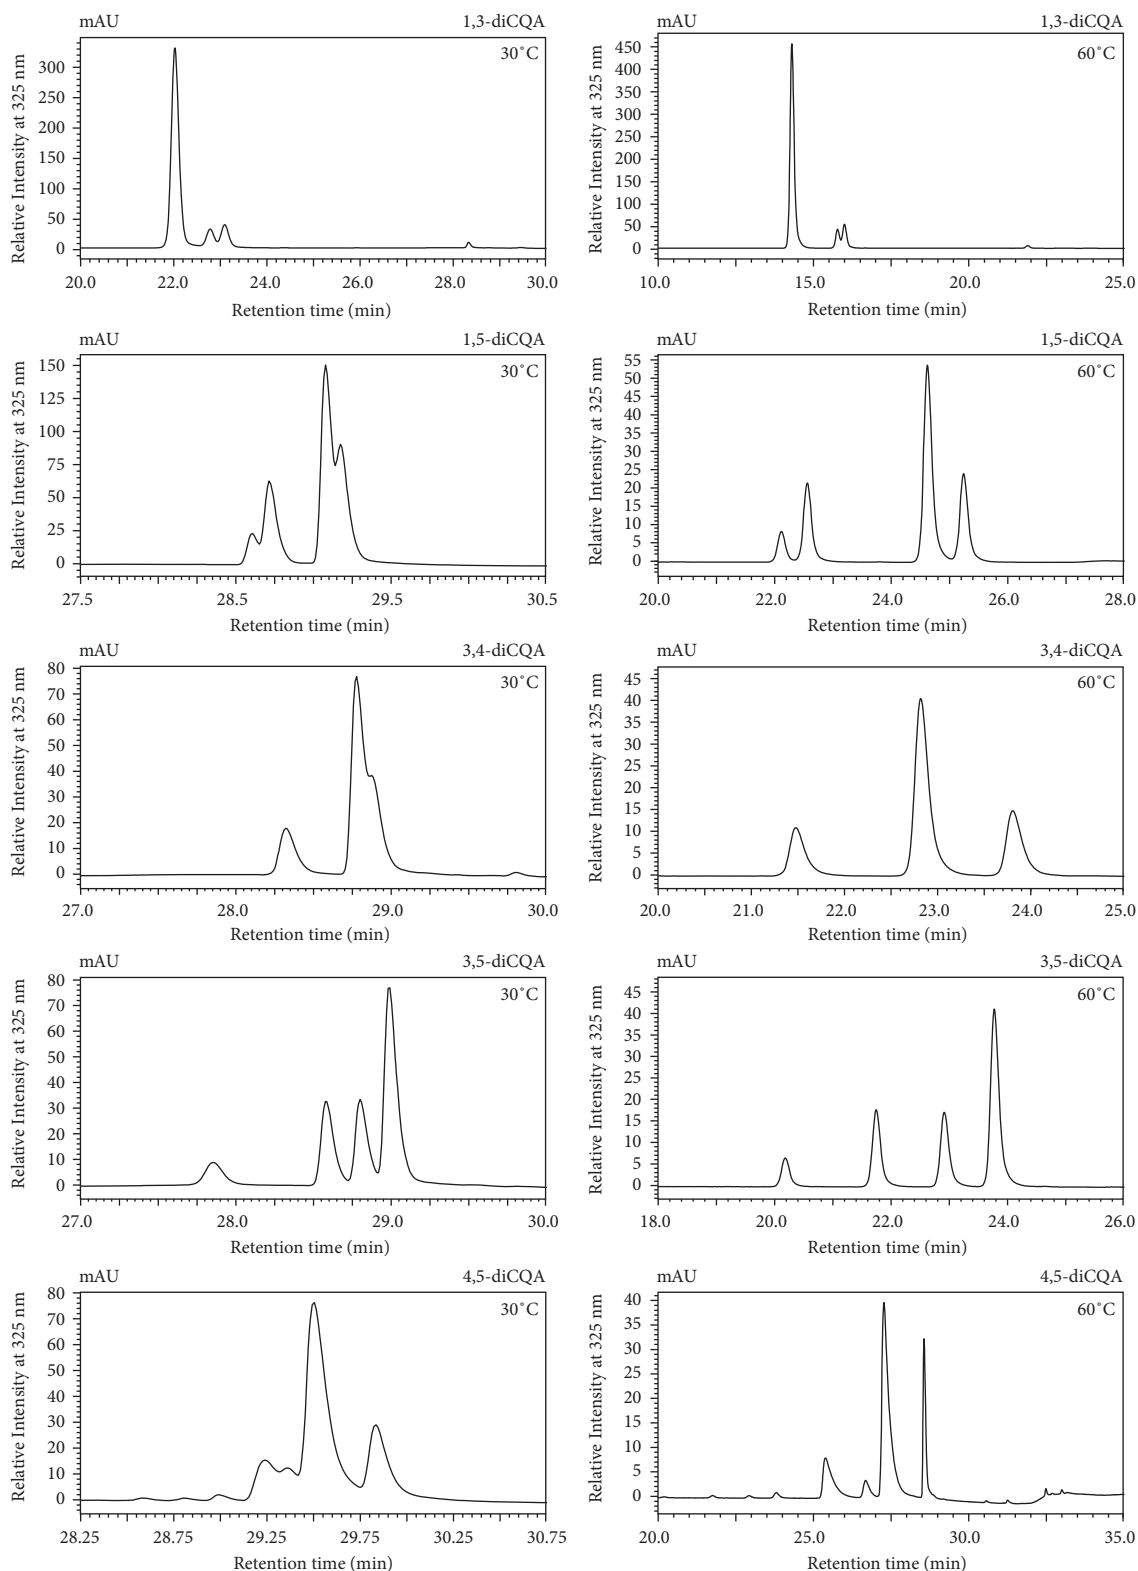 mAU 1,3-diCQA
30˚C
Relative Intensity at 325 nm
300
250
200
150
100
50
0
20.0 22.0 24.0 26.0 28.0 30.0
Retention time (min)
mAU 1,3-diCQA
60˚C
Relative Intensity at 325 nm
450
400
350
300
250
200
150
100
50
0
10.0 15.0 20.0 25.0
Retention time (min)
mAU 1,5-diCQA
30˚C
Relative Intensity at 325 nm
150
125
100
75
50
25
0
27.5 28.5 29.5 30.5
Retention time (min)
mAU 1,5-diCQA
60˚C
Relative Intensity at 325 nm
55
50
45
40
35
30
25
20
15
10
5
0
20.0 22.0 24.0 26.0 28.0
Retention time (min)
mAU 3,4-diCQA
30˚C
Relative Intensity at 325 nm
80
70
60
50
40
30
20
10
0
27.0 28.0 29.0 30.0
Retention time (min)
mAU 3,4-diCQA
60˚C
Relative Intensity at 325 nm
45
40
35
30
25
20
15
10
5
0
20.0 21.0 22.0 23.0 24.0 25.0
Retention time (min)
mAU 3,5-diCQA
30˚C
Relative Intensity at 325 nm
80
70
60
50
40
30
20
10
0
27.0 28.0 29.0 30.0
Retention time (min)
mAU 3,5-diCQA
60˚C
Relative Intensity at 325 nm
45
40
35
30
25
20
15
10
5
0
18.0 20.0 22.0 24.0 26.0
Retention time (min)
mAU 4,5-diCQA
30˚C
Relative Intensity at 325 nm
80
70
60
50
40
30
20
10
0
28.25 28.75 29.25 29.75 30.25 30.75
Retention time (min)
mAU 4,5-diCQA
60˚C
Relative Intensity at 325 nm
40
35
30
25
20
15
10
5
0
20.0 25.0 30.0 35.0
Retention time (min)